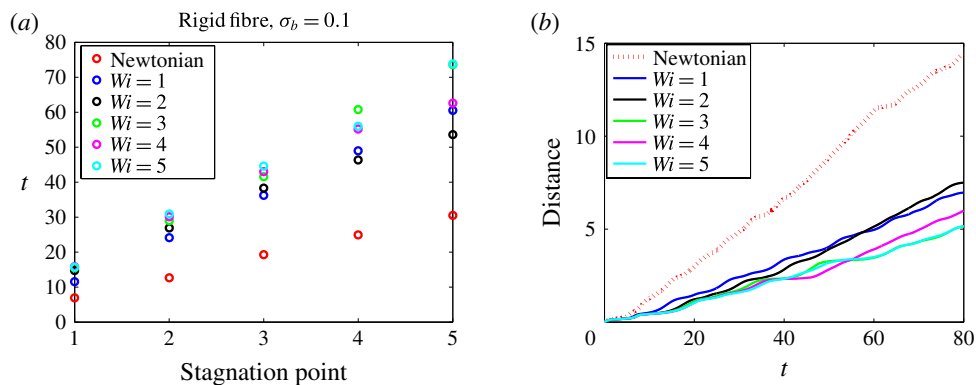 (a)
Rigid fibre, σ_b = 0.1
80
70
60
50
40
30
20
10
0
t
Newtonian
Wi = 1
Wi = 2
Wi = 3
Wi = 4
Wi = 5
1 2 3 4 5
Stagnation point
(b)
15
10
5
Distance
Newtonian
Wi = 1
Wi = 2
Wi = 3
Wi = 4
Wi = 5
0 20 40 60 80
t